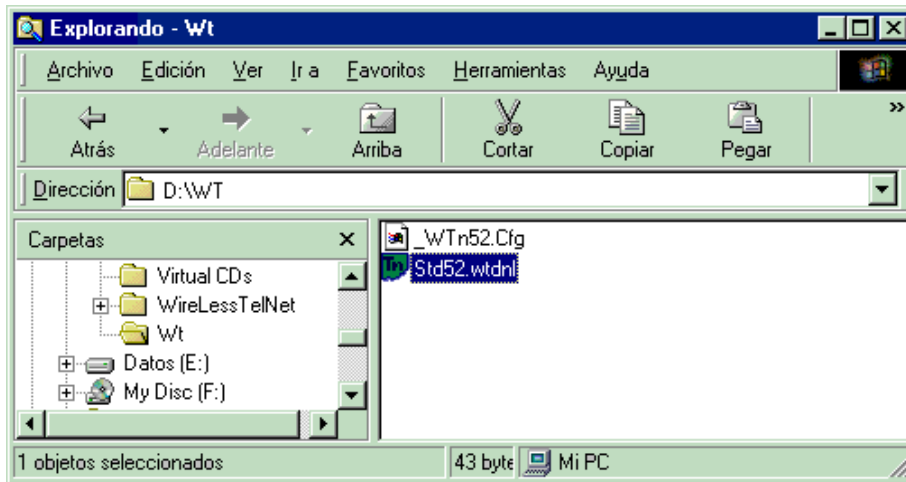 Explorando - Wt
Archivo Edición Ver Ir a Favoritos Herramientas Ayuda
Atrás Adelante Arriba Cortar Copiar Pegar »
Dirección D:\WT
Carpetas
Virtual CDs
WireLessTelNet
Wt
Datos (E:)
My Disc (F:)
_WTn52.Cfg
Std52.wtdnl
1 objetos seleccionados 43 byte Mi PC